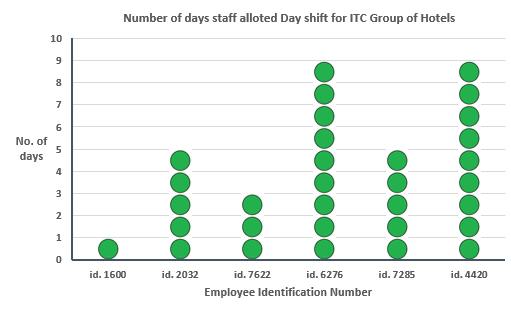 Number of days staff alloted Day shift for ITC Group of Hotels
10
9
8
7
6
5
4
3
2
1
0
No. of
days
id. 1600 id. 2032 id. 7622 id. 6276 id. 7285 id. 4420
Employee Identification Number